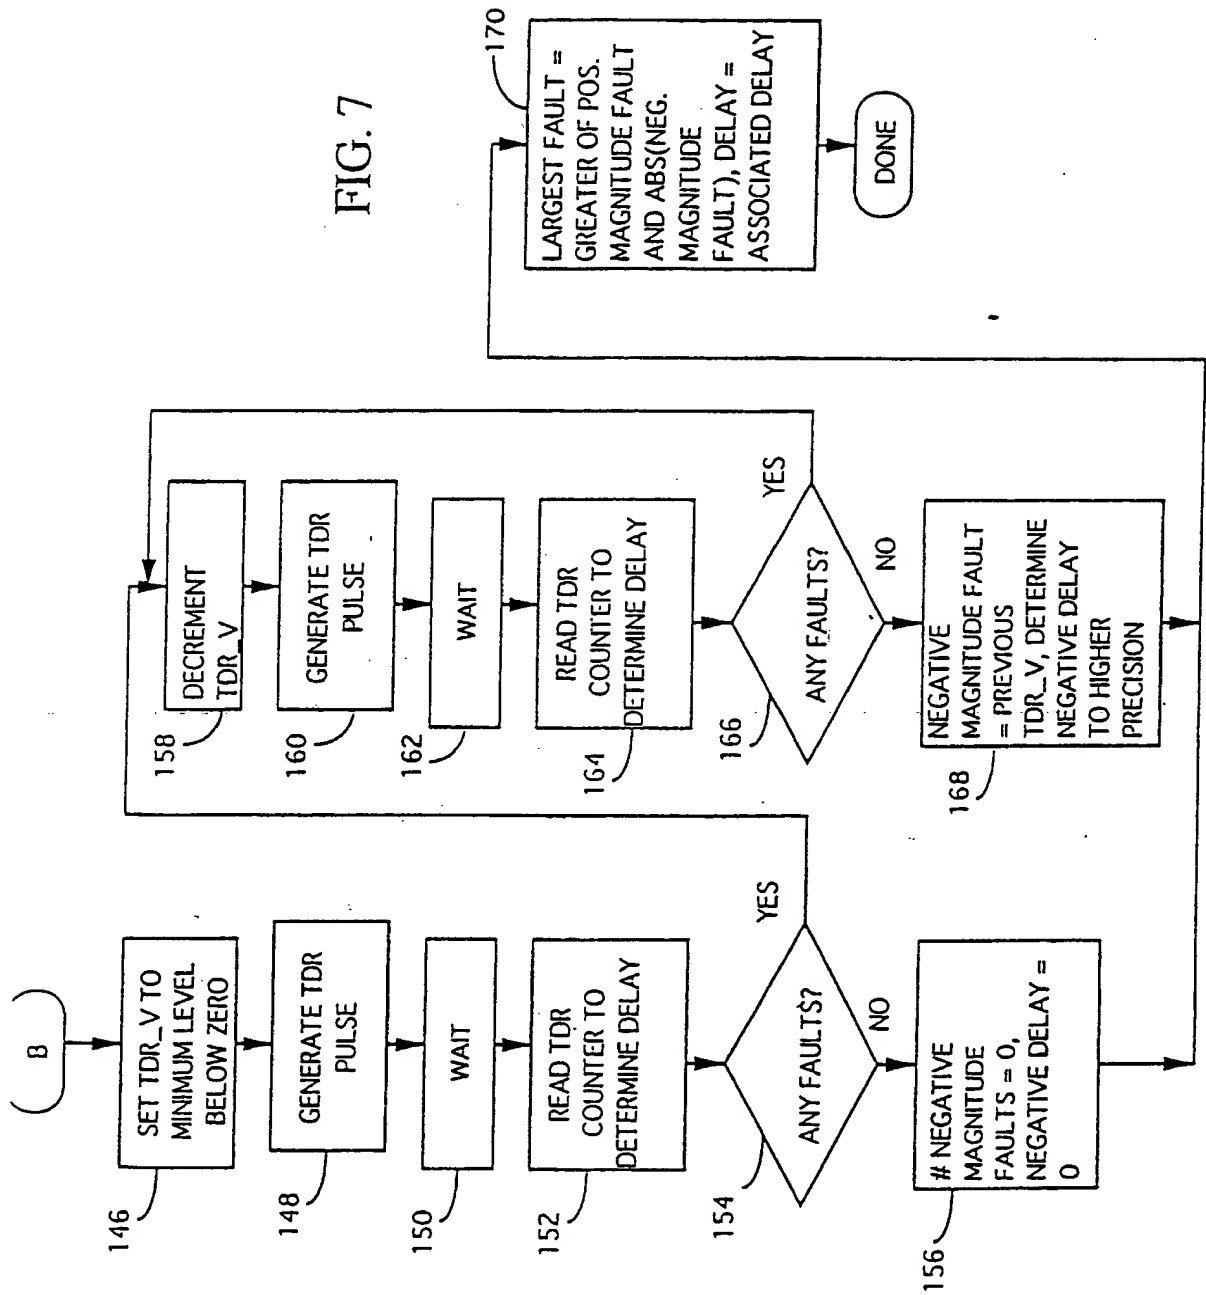 FIG. 7
B
SET TDR_V TO
MINIMUM LEVEL
BELOW ZERO
146
GENERATE TDR
PULSE
148
WAIT
150
READ TDR
COUNTER TO
DETERMINE DELAY
152
ANY FAULTS?
154
YES
NO
# NEGATIVE
MAGNITUDE
FAULTS = 0,
NEGATIVE DELAY =
0
156
DECREMENT
TDR_V
158
GENERATE TDR
PULSE
160
WAIT
162
READ TDR
COUNTER TO
DETERMINE DELAY
164
ANY FAULTS?
166
YES
NO
NEGATIVE
MAGNITUDE FAULT
= PREVIOUS
TDR_V, DETERMINE
NEGATIVE DELAY
TO HIGHER
PRECISION
168
LARGEST FAULT =
GREATER OF POS.
MAGNITUDE FAULT
AND ABS(NEG.
MAGNITUDE
FAULT), DELAY =
ASSOCIATED DELAY
170
DONE